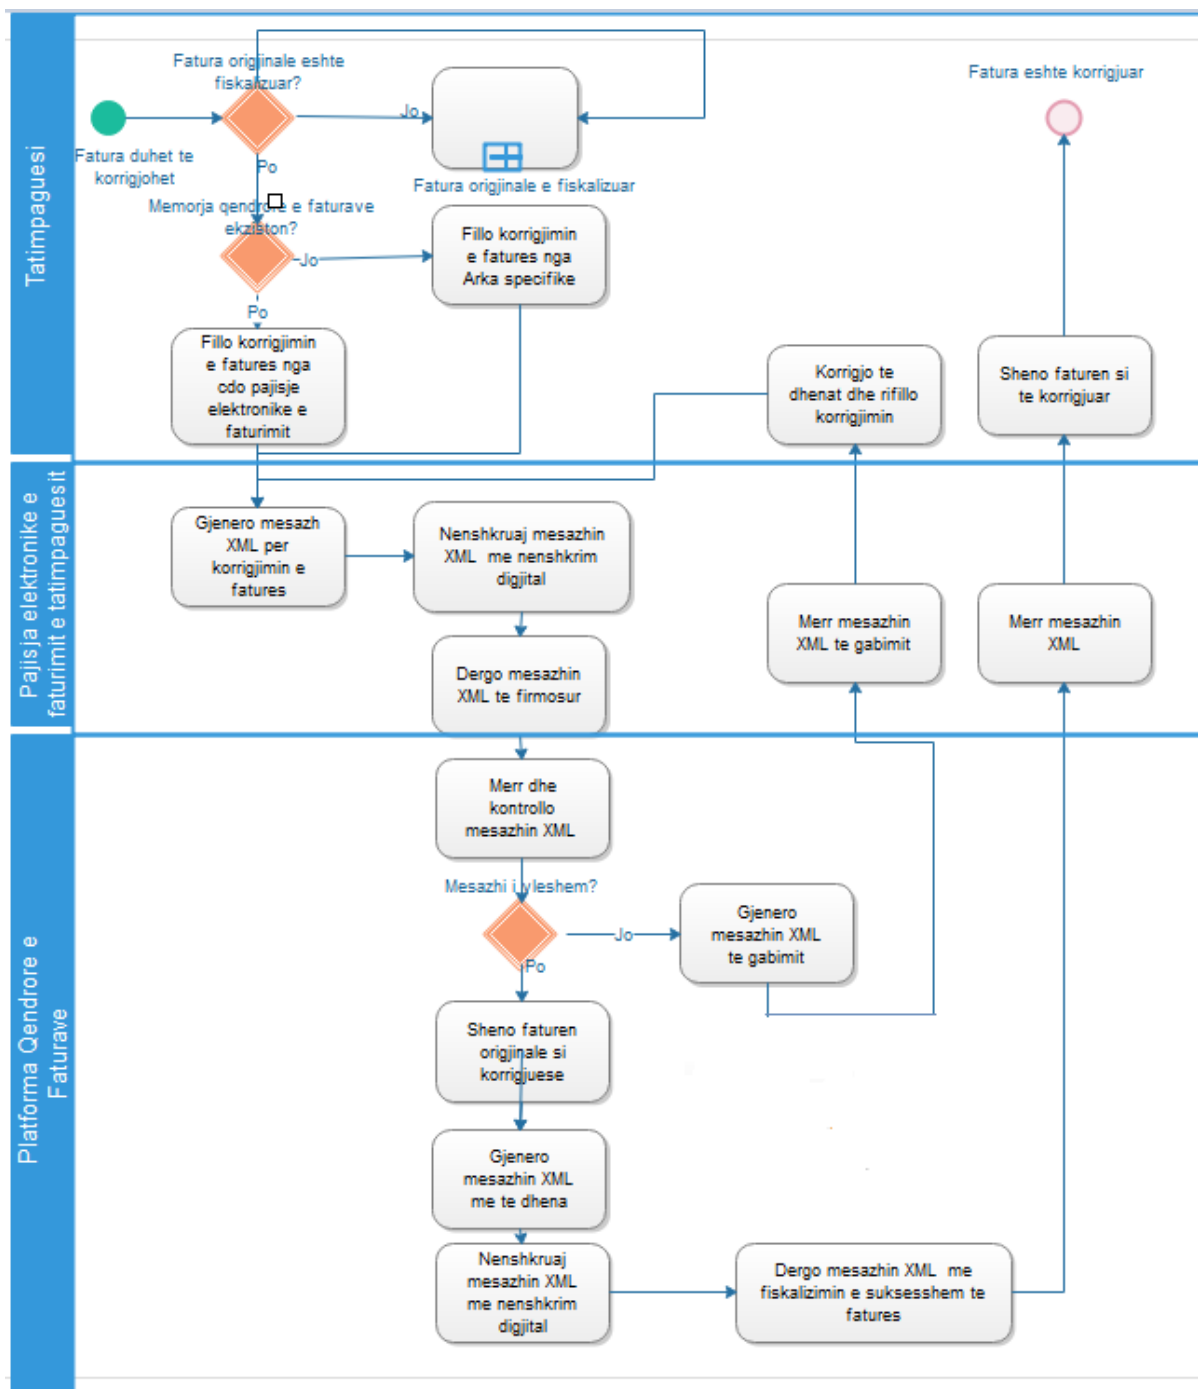 Tatimpaguesi
Fatura origjinale eshte
fiskalizuar?
Fatura duhet te
korrigjohet
Jo
Po
Fatura origjinale e fiskalizuar
Fatura eshte korrigjuar
Memorja qendrore e faturave
ekziston?
Jo
Po
Fillo korrigjimin
e fatures nga
Arka specifike
Fillo korrigjimin
e fatures nga
cdo pajisje
elektronike e
faturimit
Korrigjo te
dhenat dhe rifillo
korrigjimin
Sheno faturen si
te korrigjuar
Pajisja elektronike e
faturimit e tatimpaguesit
Gjenero mesazh
XML per
korrigjimin e
fatures
Nenshkruaj mesazhin
XML me nenshkrim
digjital
Dergo mesazhin
XML te firmosur
Merr mesazhin
XML te gabimit
Merr mesazhin
XML
Platforma Qendrore e
Faturave
Merr dhe
kontrollo
mesazhin XML
Mesazhi i vleshem?
Jo
Po
Gjenero
mesazhin XML
te gabimit
Sheno faturen
origjinale si
korrigjuese
Gjenero
mesazhin XML
me te dhena
Nenshkruaj
mesazhin XML
me nenshkrim
digjital
Dergo mesazhin XML me
fiskalizimin e suksesshem te
fatures